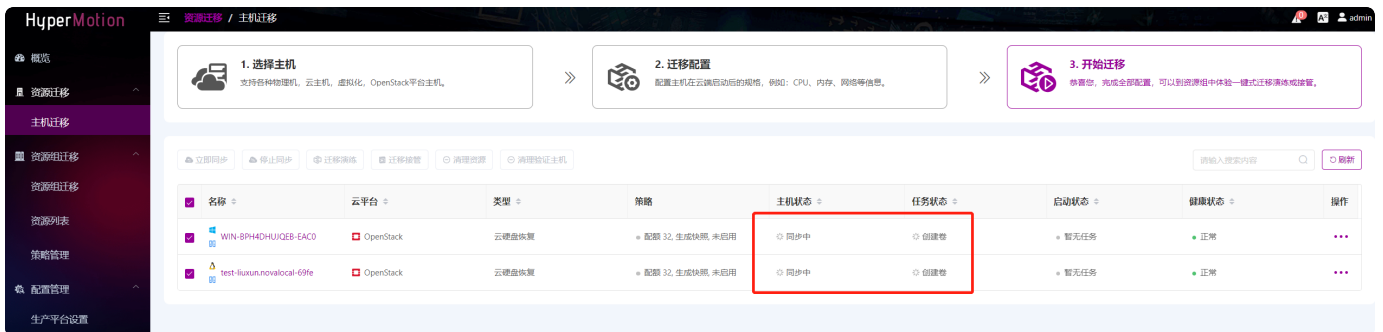 HyperMotion
资源迁移 / 主机迁移
admin
概览
资源迁移
主机迁移
资源组迁移
资源组迁移
资源列表
策略管理
配置管理
生产平台设置
1. 选择主机
支持各种物理机、云主机、虚拟化、OpenStack平台主机。
2. 迁移配置
配置主机在云端启动后的规格，例如：CPU、内存、网络等信息。
3. 开始迁移
恭喜您，完成全部配置，可以到资源组中体验一键式迁移演练或接管。
立即同步 停止同步 迁移演练 迁移接管 清理资源 清理验证主机
请输入搜索内容 刷新
名称 云平台 类型 策略 主机状态 任务状态 启动状态 健康状态 操作
WIN-BPH4DHUJQEB-EAC0 OpenStack 云硬盘恢复 配额 32, 生成快照, 未启用 同步中 创建卷 暂无任务 正常
test-liuxun.novalocal-69fe OpenStack 云硬盘恢复 配额 32, 生成快照, 未启用 同步中 创建卷 暂无任务 正常